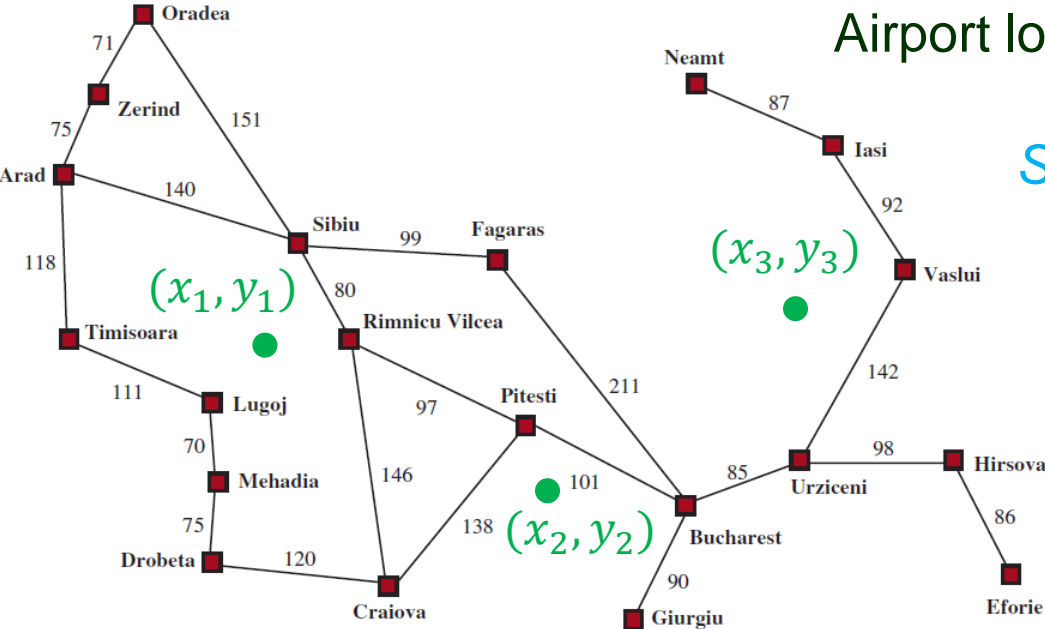 Oradea
Airport lo
71
Neamt
87
Zerind
151
75
Iasi
Arad
140
S
92
Sibiu
Fagaras
99
118
(x₃, y₃)
(x₁, y₁)
80
Vaslui
Timisoara
Rimnicu Vilcea
142
111
211
Lugoj
97
Pitesti
70
98
Mehadia
146
101
85
Urziceni
Hirsova
75
138
(x₂, y₂)
Bucharest
86
Drobeta
120
90
Craiova
Giurgiu
Eforie